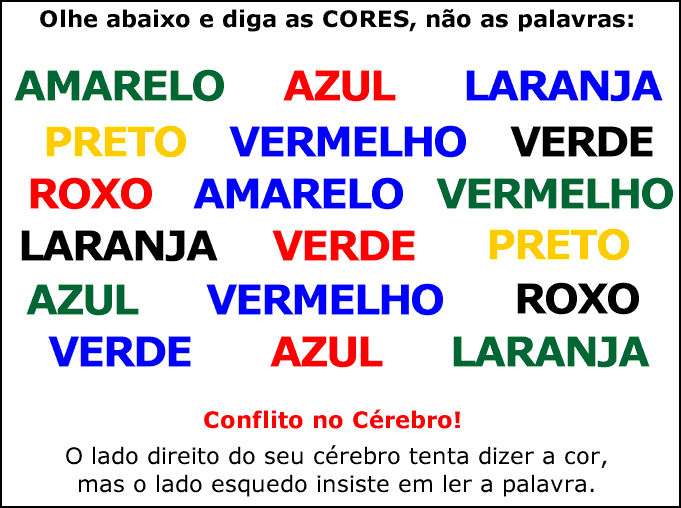 Olhe abaixo e diga as CORES, não as palavras:
AMARELO AZUL LARANJA
PRETO VERMELHO VERDE
ROXO AMARELO VERMELHO
LARANJA VERDE PRETO
AZUL VERMELHO ROXO
VERDE AZUL LARANJA
Conflito no Cérebro!
O lado direito do seu cérebro tenta dizer a cor,
mas o lado esquedo insiste em ler a palavra.